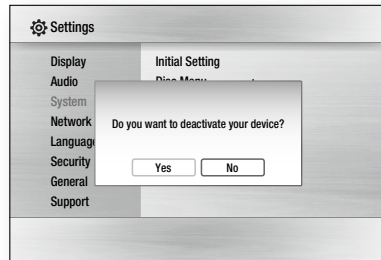 Settings
Display
Initial Setting
Audio
System
Network
Do you want to deactivate your device?
Language
Security
Yes
No
General
Support